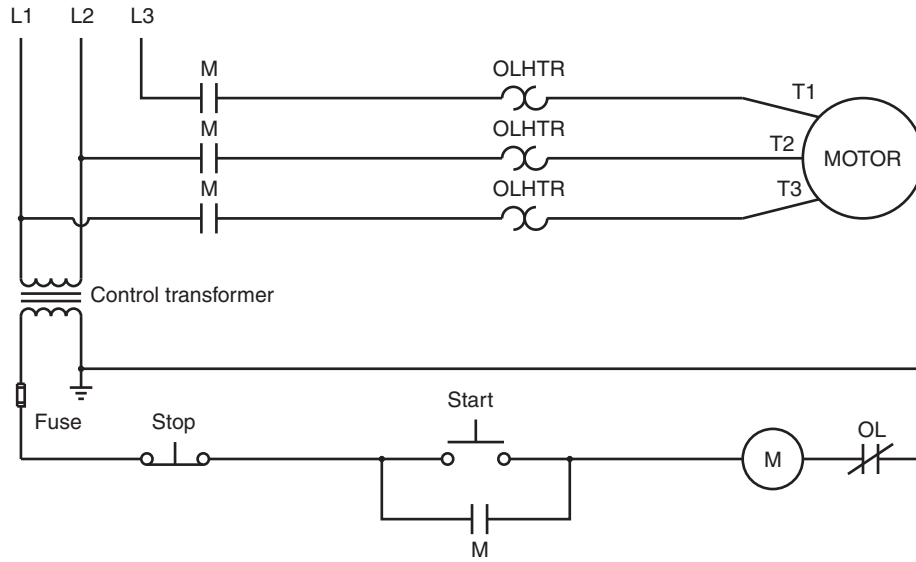 L1 L2 L3
M OLHTR T1
M OLHTR T2 MOTOR
M OLHTR T3
Control transformer
Fuse Stop Start OL
M
M